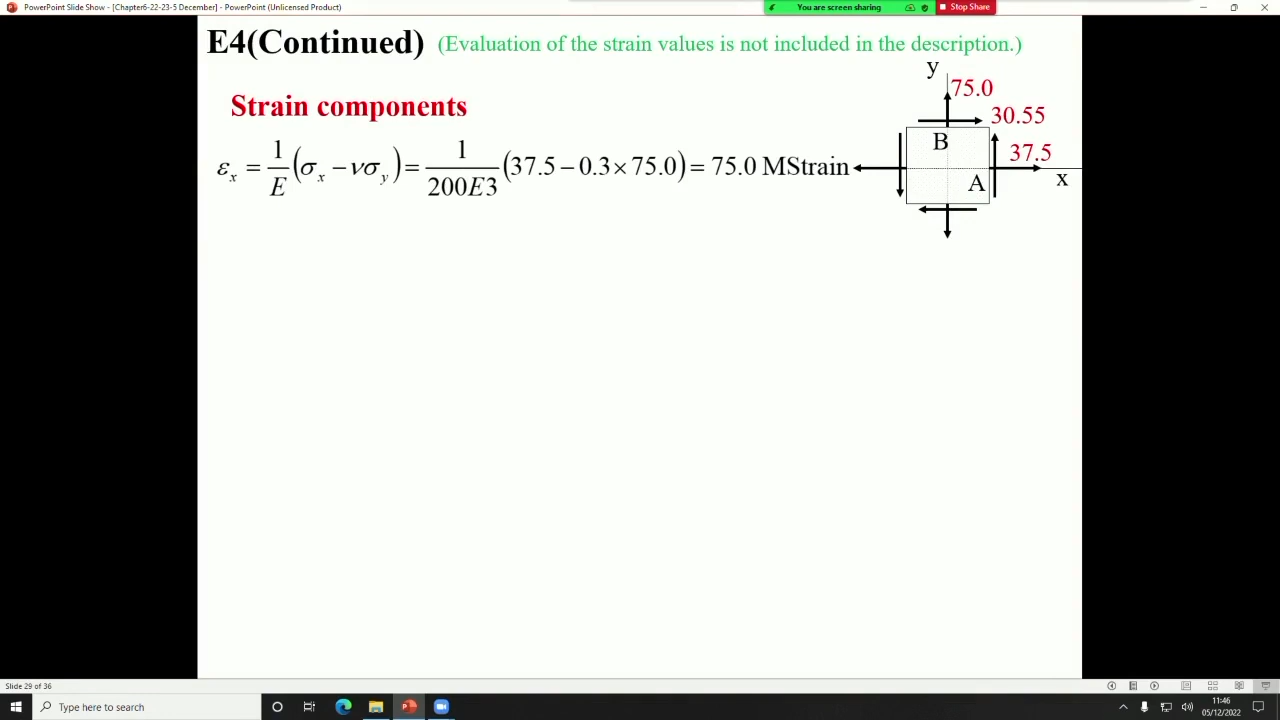 PowerPoint Slide Show - [Chapter6-22-23-5 December] - PowerPoint (Unlicensed Product)
You are screen sharing
Stop Share
E4(Continued) (Evaluation of the strain values is not included in the description.)
y
75.0
Strain components
30.55
B
37.5
εx = 1/E (σx − νσy) = 1/200E3 (37.5 − 0.3 × 75.0) = 75.0 MStrain
A
x
Slide 29 of 36
Type here to search
11:46
05/12/2022